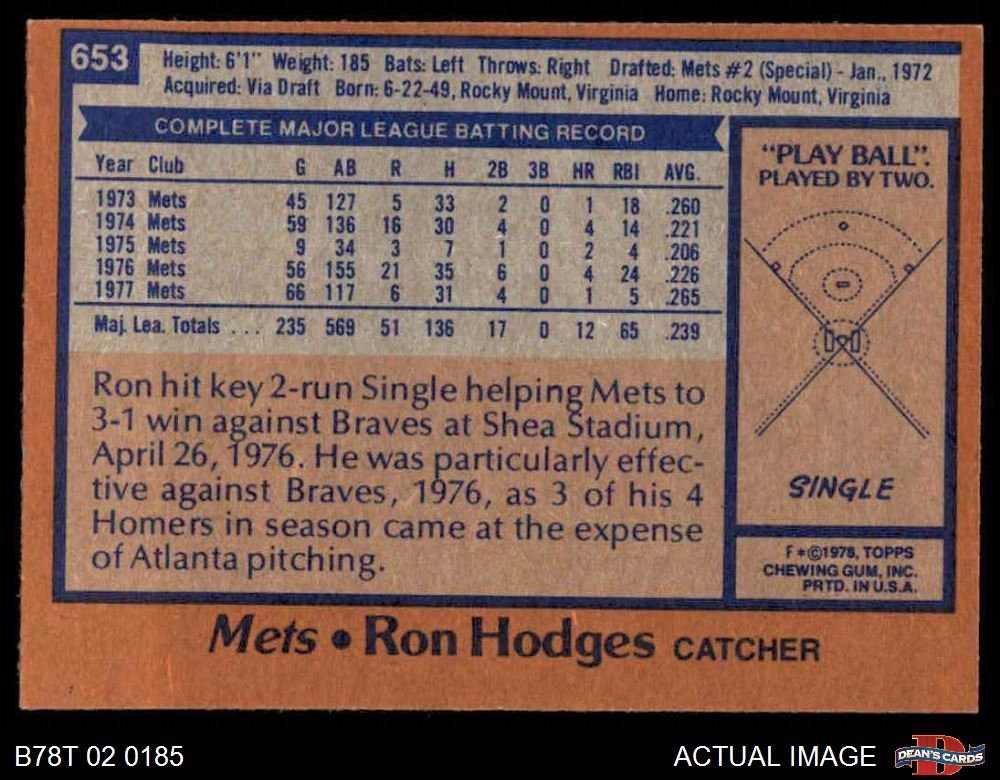 653
Height: 6'1" Weight: 185 Bats: Left Throws: Right Drafted: Mets #2 (Special) - Jan., 1972
Acquired: Via Draft Born: 6-22-49, Rocky Mount, Virginia Home: Rocky Mount, Virginia
COMPLETE MAJOR LEAGUE BATTING RECORD
Year Club G AB R H 2B 3B HR RBI AVG.
1973 Mets 45 127 5 33 2 0 1 18 .260
1974 Mets 59 136 16 30 4 0 4 14 .221
1975 Mets 9 34 3 7 1 0 2 4 .206
1976 Mets 56 155 21 35 6 0 4 24 .226
1977 Mets 66 117 6 31 4 0 1 5 .265
Maj. Lea. Totals . . . 235 569 51 136 17 0 12 65 .239
Ron hit key 2-run Single helping Mets to
3-1 win against Braves at Shea Stadium,
April 26, 1976. He was particularly effec-
tive against Braves, 1976, as 3 of his 4
Homers in season came at the expense
of Atlanta pitching.
"PLAY BALL".
PLAYED BY TWO.
SINGLE
F*©1978, TOPPS
CHEWING GUM, INC.
PRTD. IN U.S.A.
Mets • Ron Hodges CATCHER
B78T 02 0185
ACTUAL IMAGE
D
DEAN'S CARDS